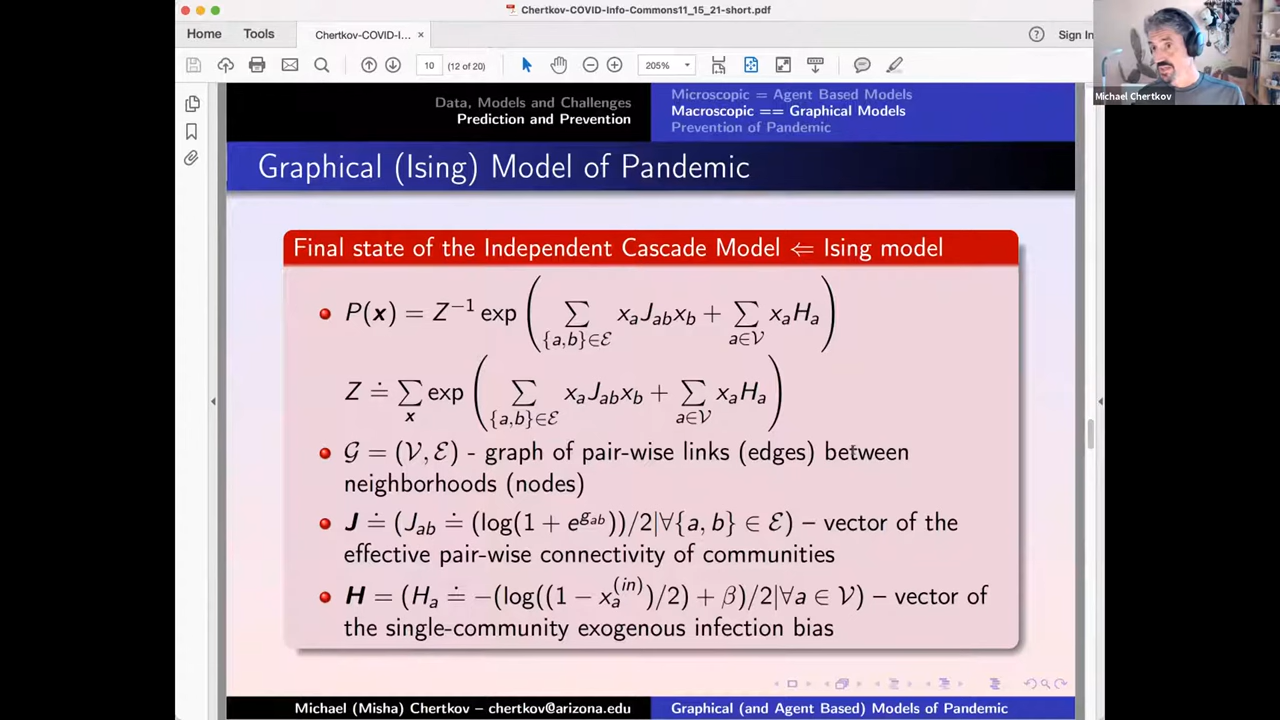 Chertkov-COVID-Info-Commons11_15_21-short.pdf
Home Tools Chertkov-COVID-I... × ? Sign In
10 (12 of 20) 205%
Michael Chertkov
Data, Models and Challenges
Prediction and Prevention
Microscopic = Agent Based Models
Macroscopic == Graphical Models
Prevention of Pandemic
Graphical (Ising) Model of Pandemic
Final state of the Independent Cascade Model ⇐ Ising model
P(x) = Z⁻¹ exp ( ∑_{{a,b}∈ℰ} x_a J_{ab} x_b + ∑_{a∈𝒱} x_a H_a )
Z ≐ ∑_x exp ( ∑_{{a,b}∈ℰ} x_a J_{ab} x_b + ∑_{a∈𝒱} x_a H_a )
𝒢 = (𝒱, ℰ) - graph of pair-wise links (edges) between
neighborhoods (nodes)
J ≐ (J_{ab} ≐ (log(1 + e^{g_{ab}}))/2|∀{a, b} ∈ ℰ) – vector of the
effective pair-wise connectivity of communities
H = (H_a ≐ −(log((1 − x_a^{(in)})/2) + β)/2|∀a ∈ 𝒱) – vector of
the single-community exogenous infection bias
Michael (Misha) Chertkov – chertkov@arizona.edu
Graphical (and Agent Based) Models of Pandemic